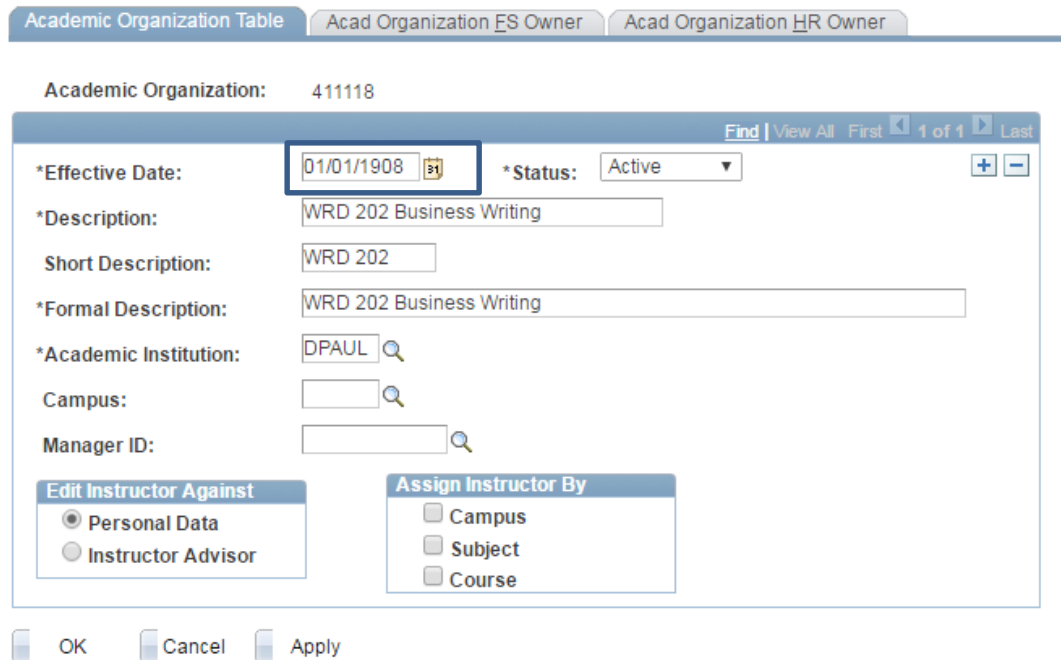 Academic Organization Table Acad Organization FS Owner Acad Organization HR Owner
Academic Organization: 411118
Find | View All First 1 of 1 Last
*Effective Date: 01/01/1908 31 *Status: Active
*Description: WRD 202 Business Writing
Short Description: WRD 202
*Formal Description: WRD 202 Business Writing
*Academic Institution: DPAUL
Campus:
Manager ID:
Edit Instructor Against Assign Instructor By
Personal Data Campus
Instructor Advisor Subject
Course
OK Cancel Apply